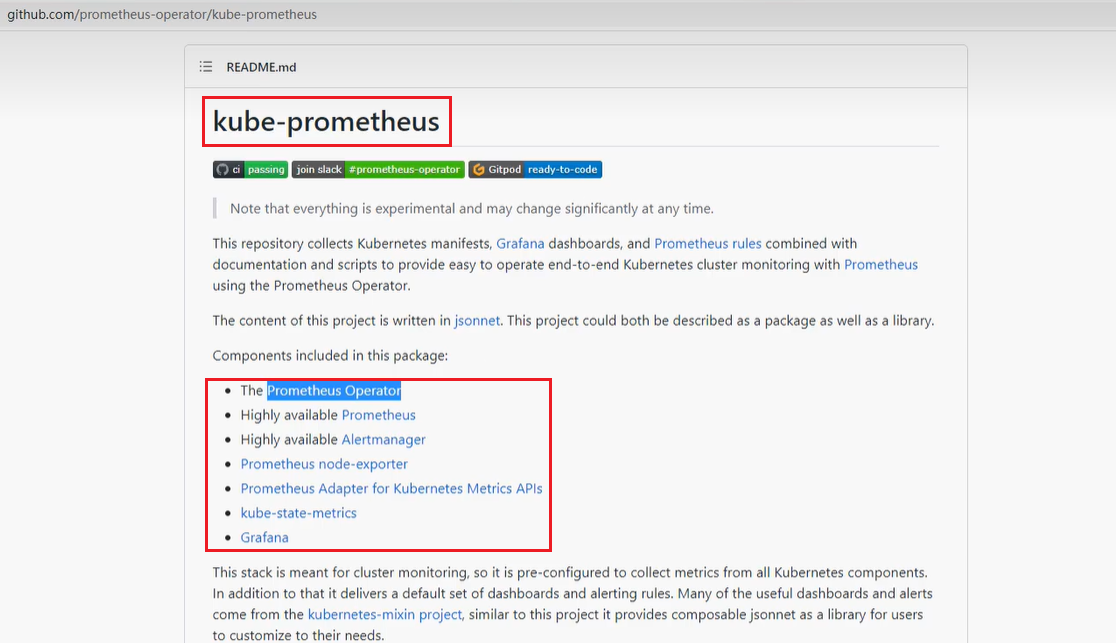 github.com/prometheus-operator/kube-prometheus
README.md
kube-prometheus
ci passing join slack #prometheus-operator Gitpod ready-to-code
Note that everything is experimental and may change significantly at any time.
This repository collects Kubernetes manifests, Grafana dashboards, and Prometheus rules combined with
documentation and scripts to provide easy to operate end-to-end Kubernetes cluster monitoring with Prometheus
using the Prometheus Operator.
The content of this project is written in jsonnet. This project could both be described as a package as well as a library.
Components included in this package:
• The Prometheus Operator
• Highly available Prometheus
• Highly available Alertmanager
• Prometheus node-exporter
• Prometheus Adapter for Kubernetes Metrics APIs
• kube-state-metrics
• Grafana
This stack is meant for cluster monitoring, so it is pre-configured to collect metrics from all Kubernetes components.
In addition to that it delivers a default set of dashboards and alerting rules. Many of the useful dashboards and alerts
come from the kubernetes-mixin project, similar to this project it provides composable jsonnet as a library for users
to customize to their needs.